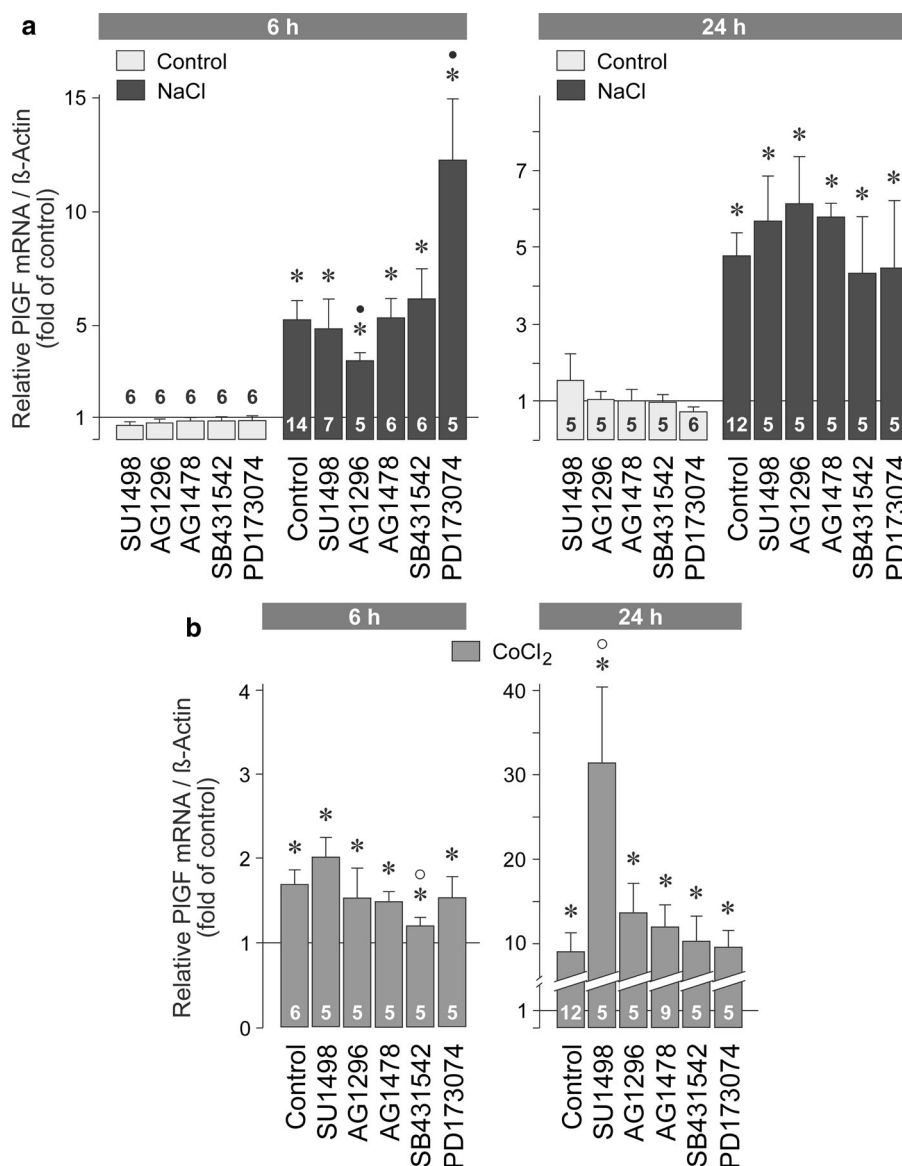 a
6 h
Control
NaCl
Relative PlGF mRNA / ß-Actin
(fold of control)
15
10
5
1
6 6 6 6 6
14 7 5 6 6 5
* * * * * *
• •
SU1498
AG1296
AG1478
SB431542
PD173074
Control
SU1498
AG1296
AG1478
SB431542
PD173074
24 h
Control
NaCl
7
5
3
1
* * * * * *
5 5 5 5 6
12 5 5 5 5 5
SU1498
AG1296
AG1478
SB431542
PD173074
Control
SU1498
AG1296
AG1478
SB431542
PD173074
b
6 h
24 h
CoCl₂
Relative PlGF mRNA / ß-Actin
(fold of control)
4
3
2
1
0
○
* * * * * *
6 5 5 5 5 5
Control
SU1498
AG1296
AG1478
SB431542
PD173074
40
30
20
10
1
○
* * * * * *
12 5 5 9 5 5
Control
SU1498
AG1296
AG1478
SB431542
PD173074